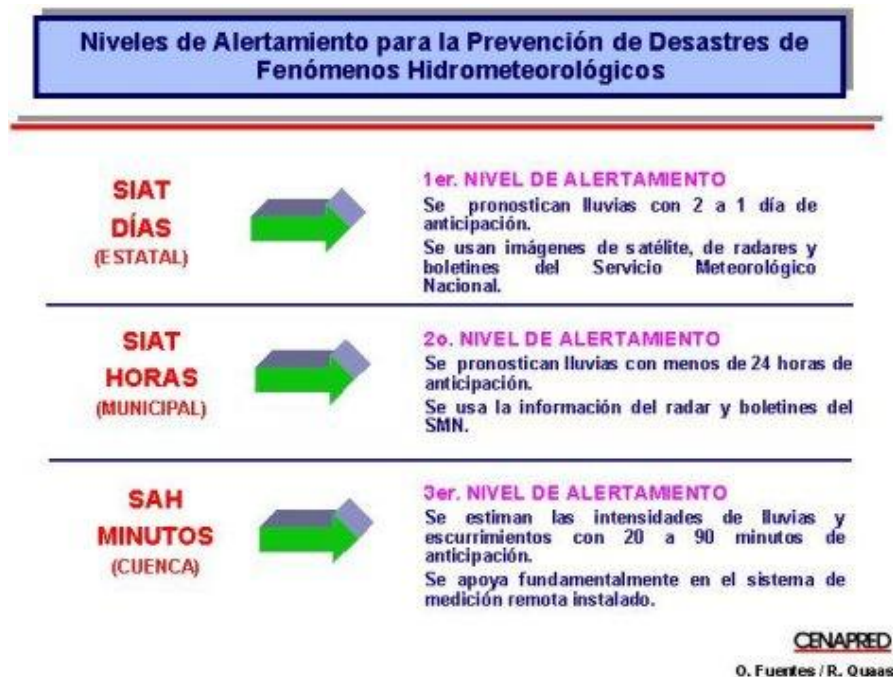 Niveles de Alertamiento para la Prevención de Desastres de
Fenómenos Hidrometeorológicos
SIAT
DÍAS
(ESTATAL)
1er. NIVEL DE ALERTAMIENTO
Se pronostican lluvias con 2 a 1 día de
anticipación.
Se usan imágenes de satélite, de radares y
boletines del Servicio Meteorológico
Nacional.
SIAT
HORAS
(MUNICIPAL)
2o. NIVEL DE ALERTAMIENTO
Se pronostican lluvias con menos de 24 horas de
anticipación.
Se usa la información del radar y boletines del
SMN.
SAH
MINUTOS
(CUENCA)
3er. NIVEL DE ALERTAMIENTO
Se estiman las intensidades de lluvias y
escurrimientos con 20 a 90 minutos de
anticipación.
Se apoya fundamentalmente en el sistema de
medición remota instalado.
CENAPRED
O. Fuentes / R. Quaas